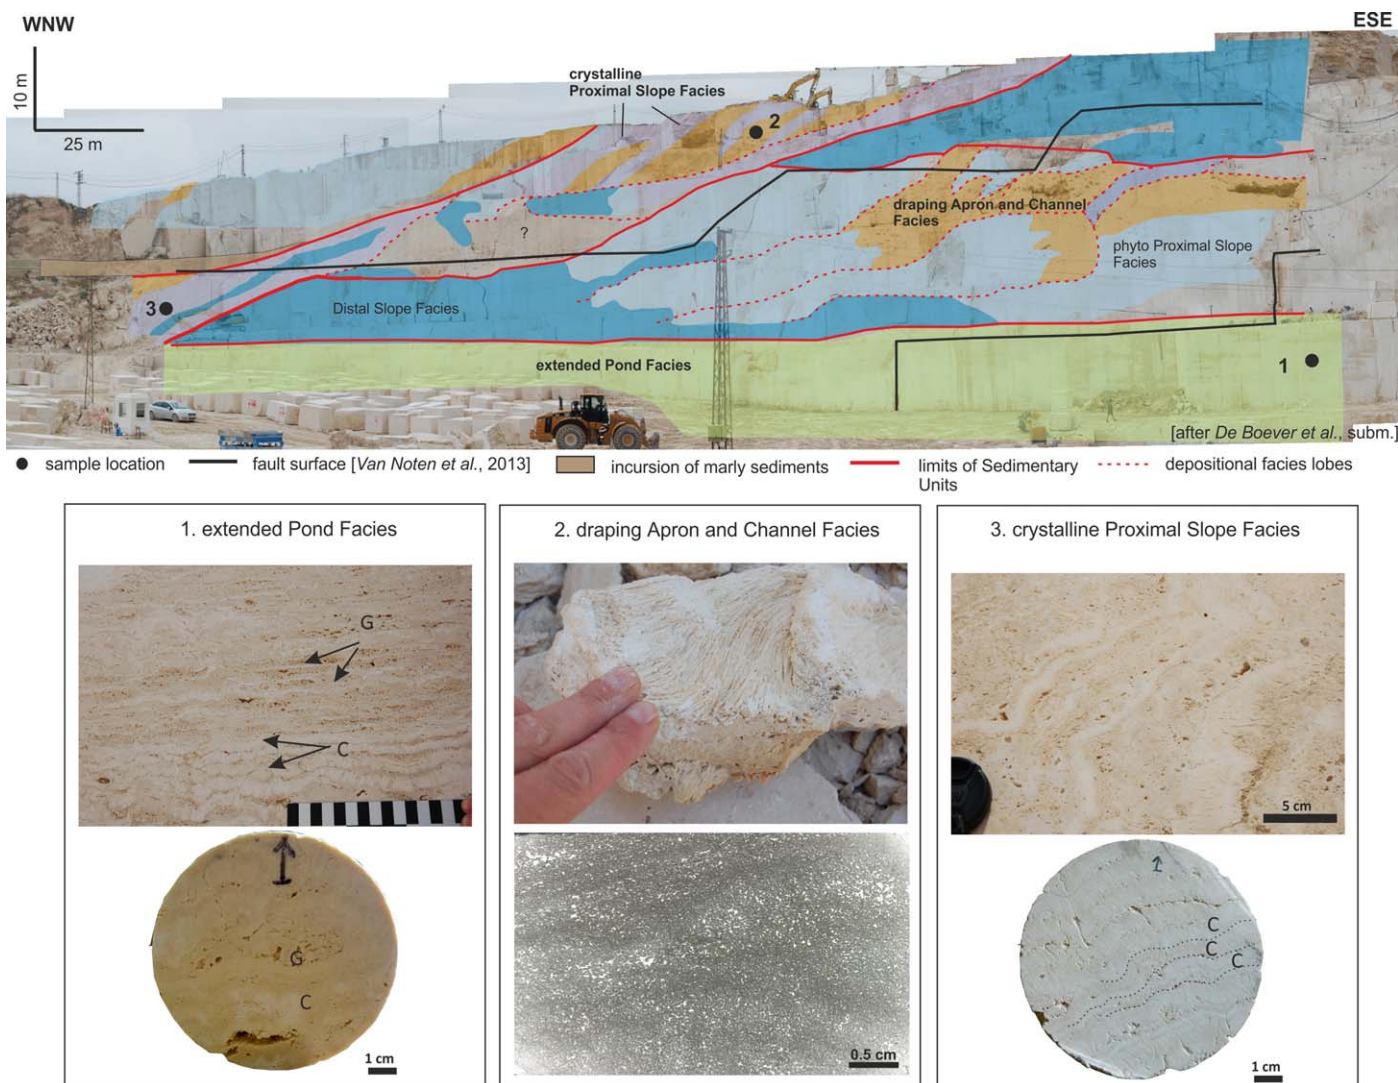 WNW
ESE
10 m
25 m
crystalline
Proximal Slope Facies
2
draping Apron and Channel
Facies
?
phyto Proximal Slope
Facies
3
Distal Slope Facies
extended Pond Facies
1
[after De Boever et al., subm.]
sample location
fault surface [Van Noten et al., 2013]
incursion of marly sediments
limits of Sedimentary
Units
depositional facies lobes
1. extended Pond Facies
G
C
G
C
1 cm
2. draping Apron and Channel Facies
0.5 cm
3. crystalline Proximal Slope Facies
5 cm
1
C
C
C
1 cm